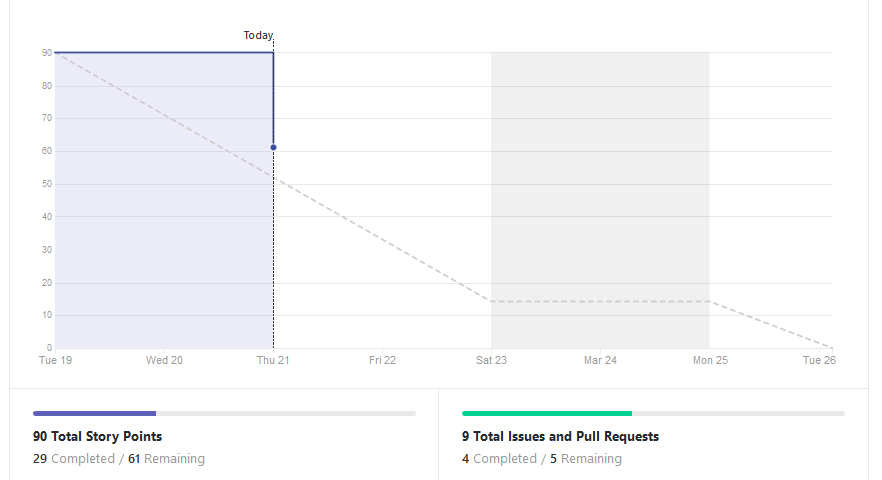 Today
90
80
70
60
50
40
30
20
10
0
Tue 19 Wed 20 Thu 21 Fri 22 Sat 23 Mar 24 Mon 25 Tue 26
90 Total Story Points
29 Completed / 61 Remaining
9 Total Issues and Pull Requests
4 Completed / 5 Remaining